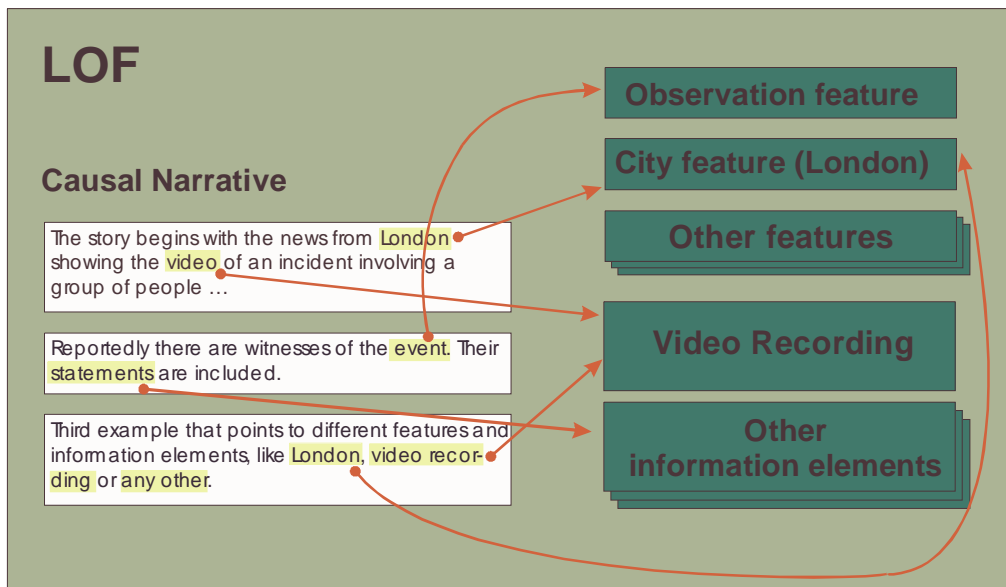 LOF
Causal Narrative
The story begins with the news from London
showing the video of an incident involving a
group of people …
Reportedly there are witnesses of the event. Their
statements are included.
Third example that points to different features and
information elements, like London, video recor-
ding or any other.
Observation feature
City feature (London)
Other features
Video Recording
Other
information elements